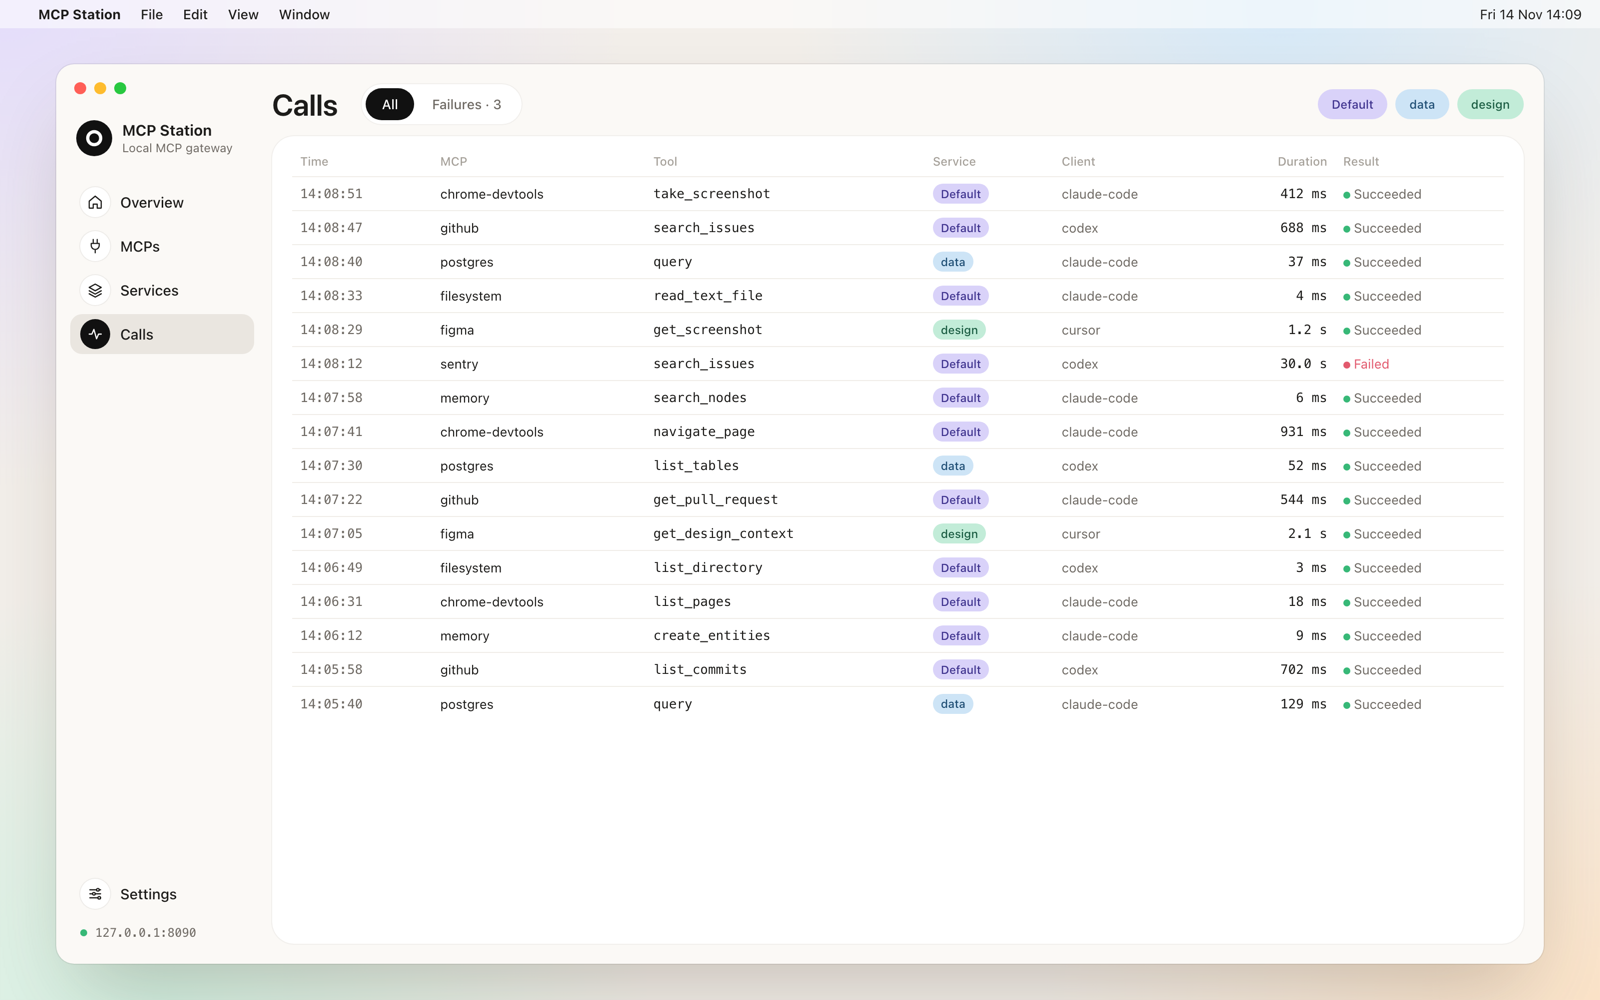 MCP Station File Edit View Window Fri 14 Nov 14:09
MCP Station
Local MCP gateway
Overview
MCPs
Services
Calls
Settings
127.0.0.1:8090
Calls All Failures · 3 Default data design
Time MCP Tool Service Client Duration Result
14:08:51 chrome-devtools take_screenshot Default claude-code 412 ms Succeeded
14:08:47 github search_issues Default codex 688 ms Succeeded
14:08:40 postgres query data claude-code 37 ms Succeeded
14:08:33 filesystem read_text_file Default claude-code 4 ms Succeeded
14:08:29 figma get_screenshot design cursor 1.2 s Succeeded
14:08:12 sentry search_issues Default codex 30.0 s Failed
14:07:58 memory search_nodes Default claude-code 6 ms Succeeded
14:07:41 chrome-devtools navigate_page Default claude-code 931 ms Succeeded
14:07:30 postgres list_tables data codex 52 ms Succeeded
14:07:22 github get_pull_request Default claude-code 544 ms Succeeded
14:07:05 figma get_design_context design cursor 2.1 s Succeeded
14:06:49 filesystem list_directory Default codex 3 ms Succeeded
14:06:31 chrome-devtools list_pages Default claude-code 18 ms Succeeded
14:06:12 memory create_entities Default claude-code 9 ms Succeeded
14:05:58 github list_commits Default codex 702 ms Succeeded
14:05:40 postgres query data claude-code 129 ms Succeeded